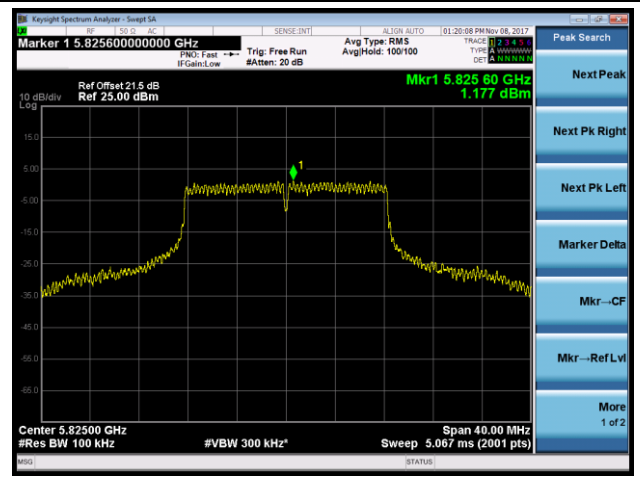 Keysight Spectrum Analyzer - Swept SA
RF 50 Ω AC SENSE:INT ALIGN AUTO 01:20:08 PM Nov 08, 2017
Marker 1 5.825600000000 GHz
PNO: Fast
IFGain:Low
Trig: Free Run
#Atten: 20 dB
Avg Type: RMS
Avg|Hold: 100/100
TRACE 1 2 3 4 5 6
TYPE A WWWWW
DET A N N N N N
Peak Search
Ref Offset 21.5 dB
10 dB/div Ref 25.00 dBm
Log
Mkr1 5.825 60 GHz
1.177 dBm
15.0
5.00
-5.00
-15.0
-25.0
-35.0
-45.0
-55.0
-65.0
1
Center 5.82500 GHz Span 40.00 MHz
#Res BW 100 kHz #VBW 300 kHz* Sweep 5.067 ms (2001 pts)
Next Peak
Next Pk Right
Next Pk Left
Marker Delta
Mkr→CF
Mkr→Ref Lvl
More
1 of 2
MSG STATUS